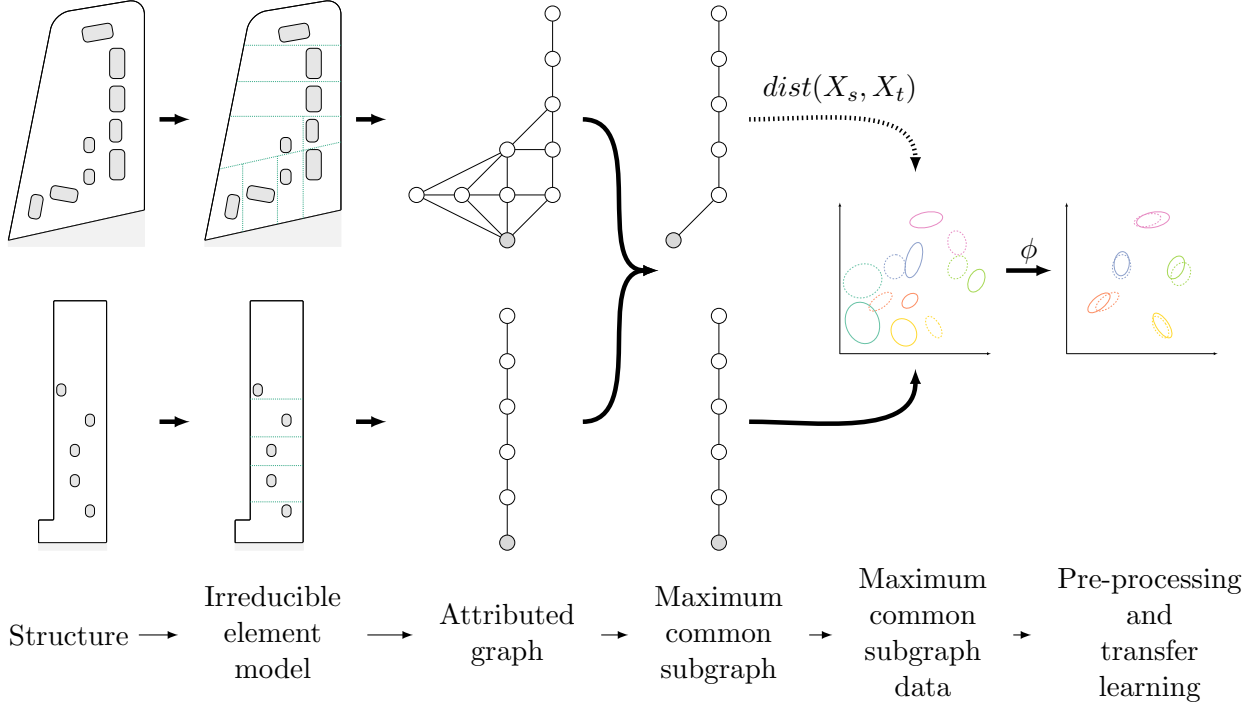 dist(X_s, X_t)
ϕ
Structure
Irreducible
element
model
Attributed
graph
Maximum
common
subgraph
Maximum
common
subgraph
data
Pre-processing
and
transfer
learning